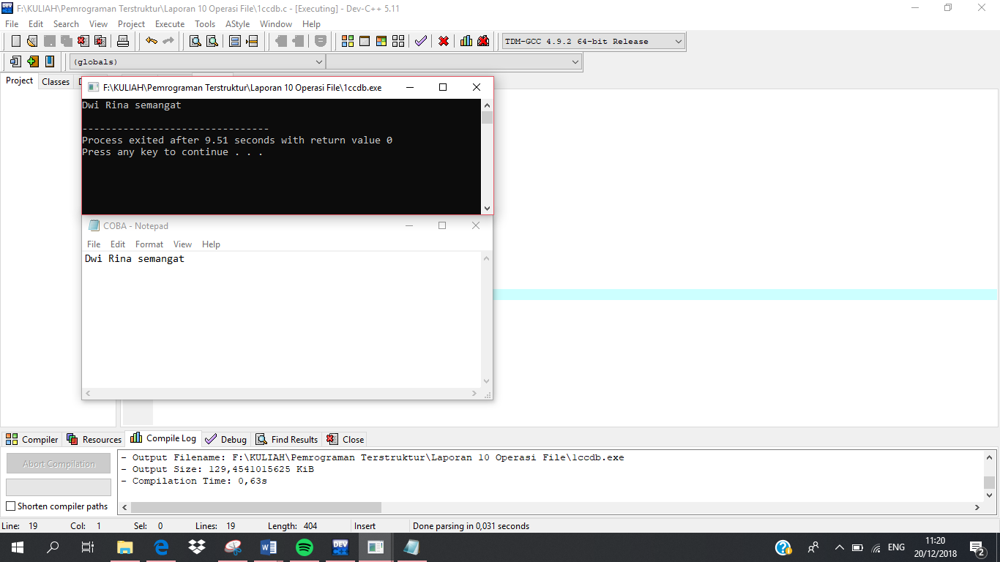 F:\KULIAH\Pemrograman Terstruktur\Laporan 10 Operasi File\1ccdb.c - [Executing] - Dev-C++ 5.11
File Edit Search View Project Execute Tools AStyle Window Help
TDM-GCC 4.9.2 64-bit Release
(globals)
Project Classes
F:\KULIAH\Pemrograman Terstruktur\Laporan 10 Operasi File\1ccdb.exe
Dwi Rina semangat
--------------------------------
Process exited after 9.51 seconds with return value 0
Press any key to continue . . .
COBA - Notepad
File Edit Format View Help
Dwi Rina semangat
Compiler Resources Compile Log Debug Find Results Close
Abort Compilation
Shorten compiler paths
- Output Filename: F:\KULIAH\Pemrograman Terstruktur\Laporan 10 Operasi File\1ccdb.exe
- Output Size: 129,4541015625 KiB
- Compilation Time: 0,63s
Line: 19 Col: 1 Sel: 0 Lines: 19 Length: 404 Insert Done parsing in 0,031 seconds
DEV
ENG
11:20
20/12/2018
2